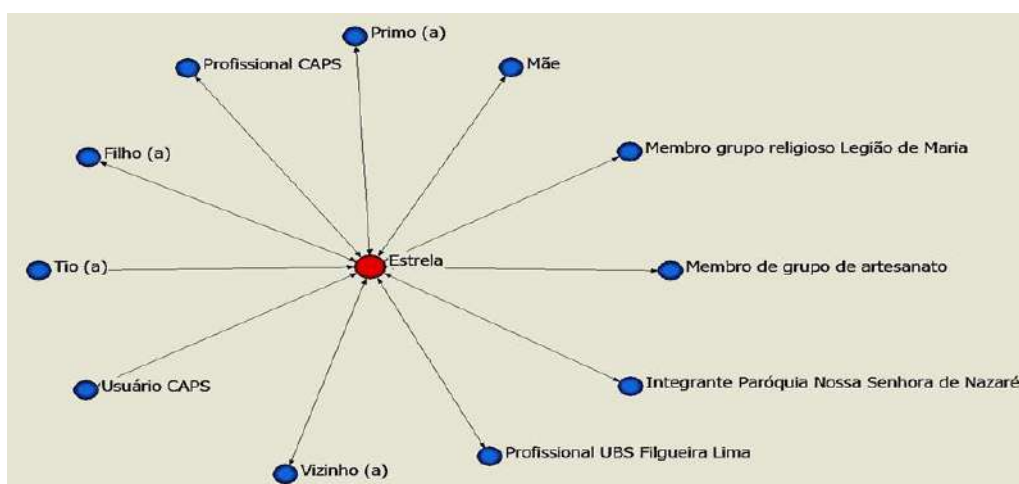 Primo (a)
Profissional CAPS
Mãe
Filho (a)
Membro grupo religioso Legião de Maria
Estrela
Tio (a)
Membro de grupo de artesanato
Usuário CAPS
Integrante Paróquia Nossa Senhora de Nazaré
Profissional UBS Filgueira Lima
Vizinho (a)